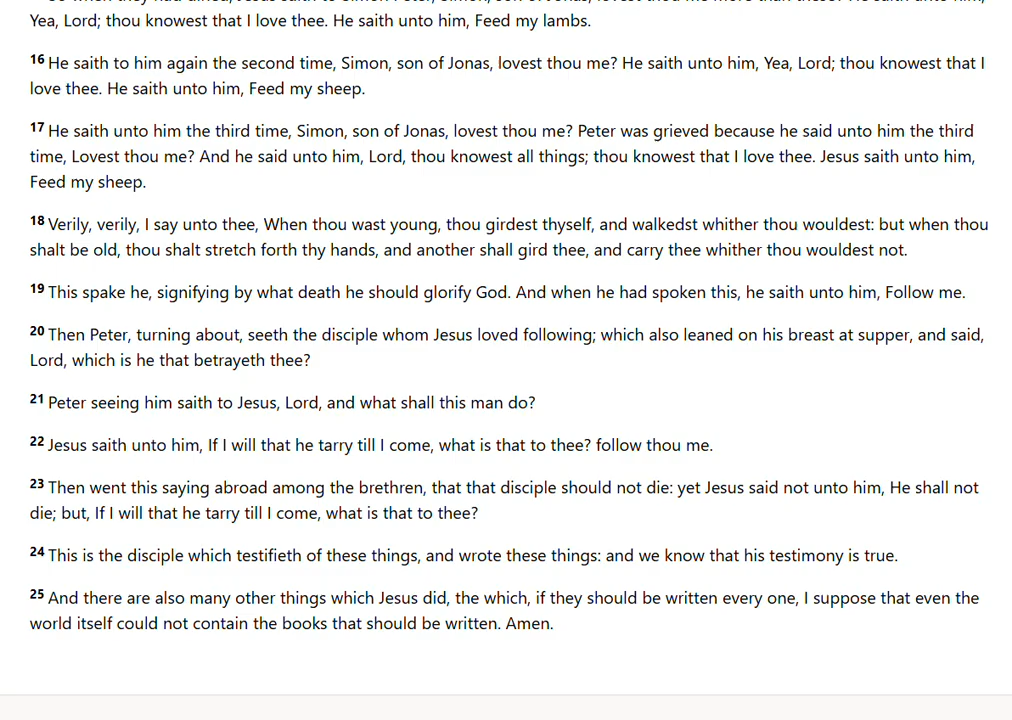 Yea, Lord; thou knowest that I love thee. He saith unto him, Feed my lambs.
16 He saith to him again the second time, Simon, son of Jonas, lovest thou me? He saith unto him, Yea, Lord; thou knowest that I
love thee. He saith unto him, Feed my sheep.
17 He saith unto him the third time, Simon, son of Jonas, lovest thou me? Peter was grieved because he said unto him the third
time, Lovest thou me? And he said unto him, Lord, thou knowest all things; thou knowest that I love thee. Jesus saith unto him,
Feed my sheep.
18 Verily, verily, I say unto thee, When thou wast young, thou girdest thyself, and walkedst whither thou wouldest: but when thou
shalt be old, thou shalt stretch forth thy hands, and another shall gird thee, and carry thee whither thou wouldest not.
19 This spake he, signifying by what death he should glorify God. And when he had spoken this, he saith unto him, Follow me.
20 Then Peter, turning about, seeth the disciple whom Jesus loved following; which also leaned on his breast at supper, and said,
Lord, which is he that betrayeth thee?
21 Peter seeing him saith to Jesus, Lord, and what shall this man do?
22 Jesus saith unto him, If I will that he tarry till I come, what is that to thee? follow thou me.
23 Then went this saying abroad among the brethren, that that disciple should not die: yet Jesus said not unto him, He shall not
die; but, If I will that he tarry till I come, what is that to thee?
24 This is the disciple which testifieth of these things, and wrote these things: and we know that his testimony is true.
25 And there are also many other things which Jesus did, the which, if they should be written every one, I suppose that even the
world itself could not contain the books that should be written. Amen.